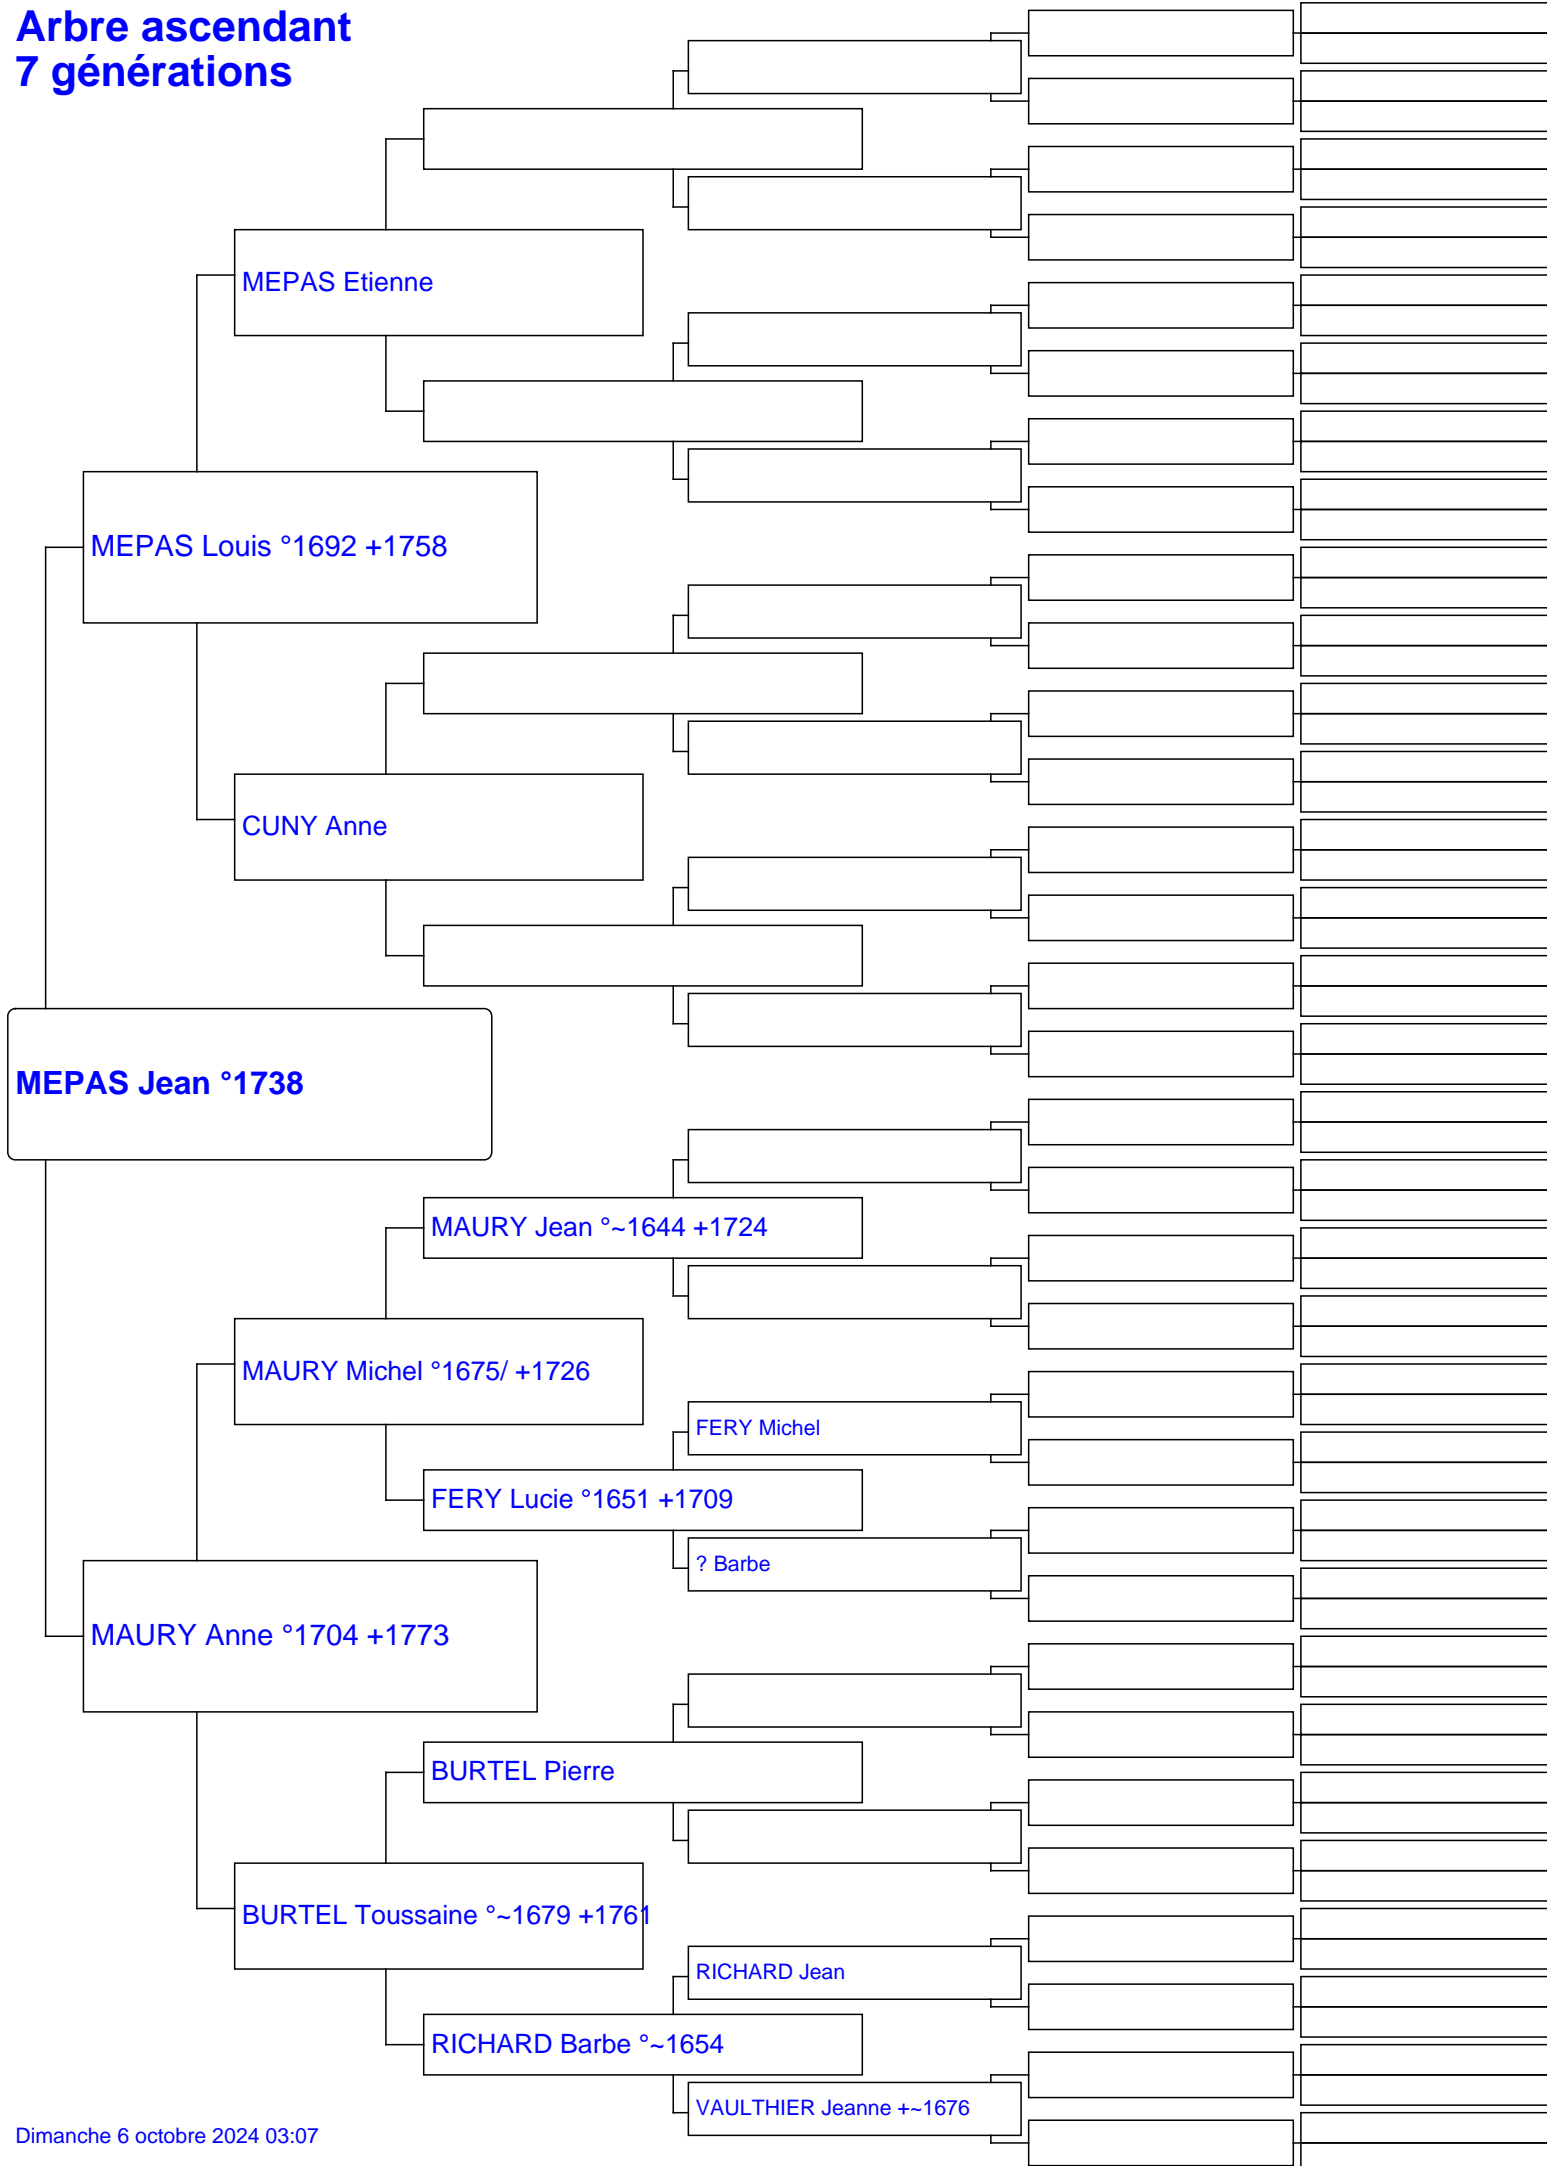 Arbre ascendant
7 générations
MEPAS Etienne
MEPAS Louis °1692 +1758
CUNY Anne
MEPAS Jean °1738
MAURY Jean °~1644 +1724
MAURY Michel °1675/ +1726
FERY Michel
FERY Lucie °1651 +1709
? Barbe
MAURY Anne °1704 +1773
BURTEL Pierre
BURTEL Toussaine °~1679 +1761
RICHARD Jean
RICHARD Barbe °~1654
VAULTHIER Jeanne +~1676
Dimanche 6 octobre 2024 03:07